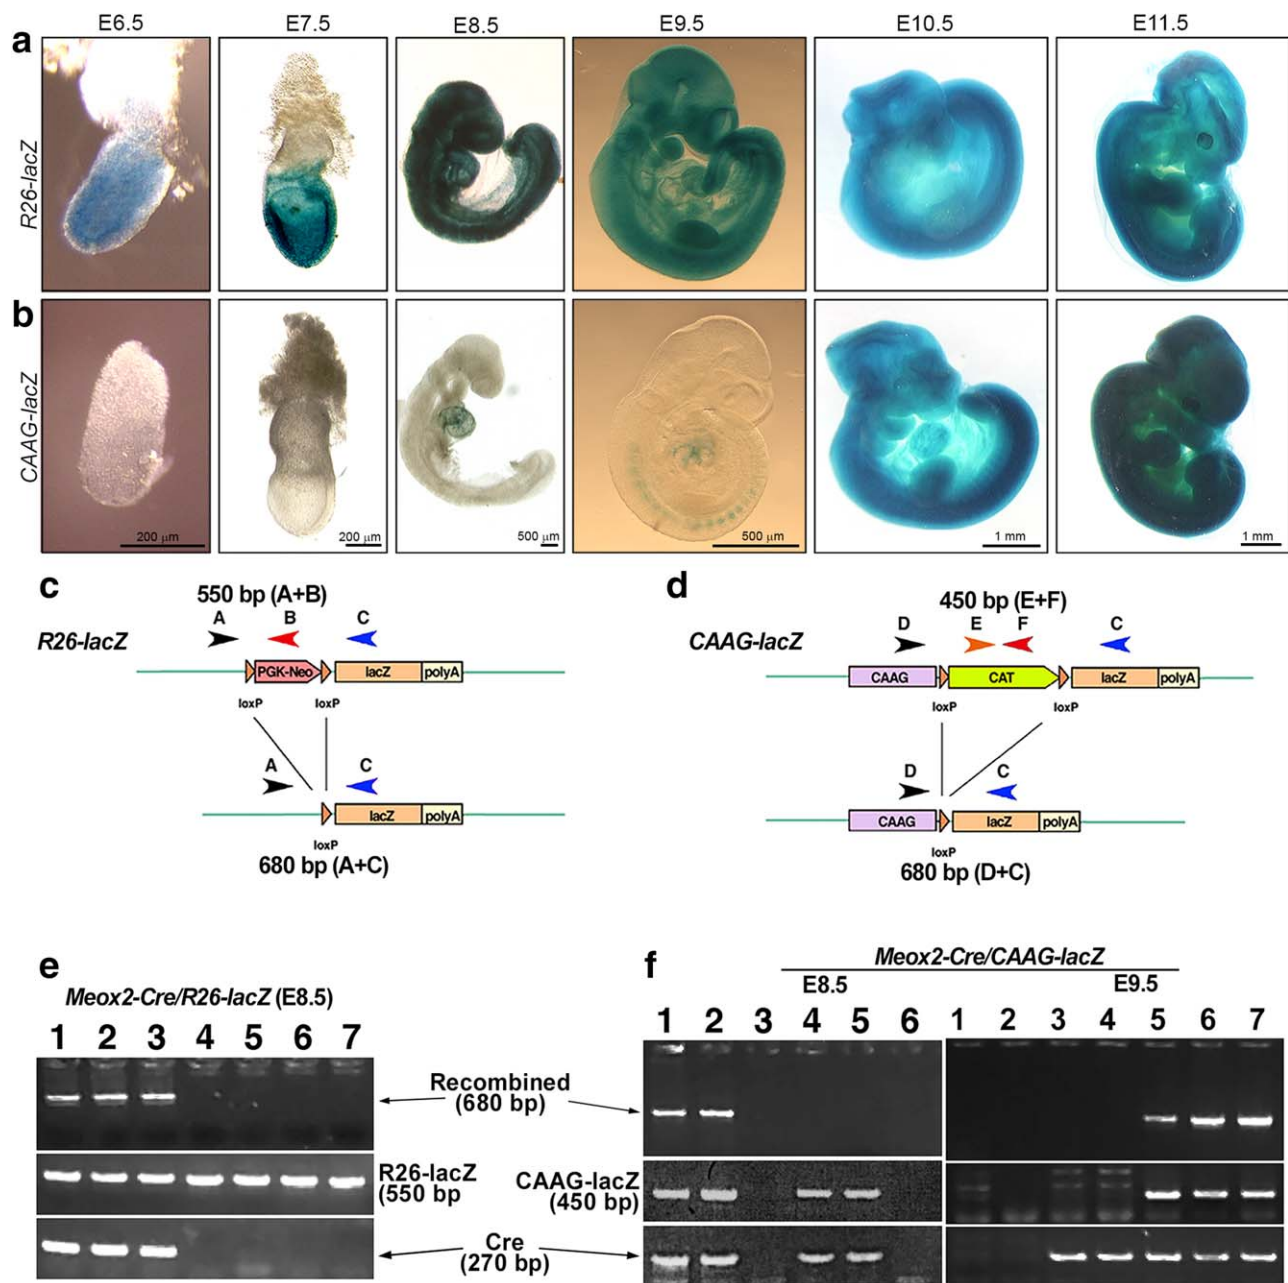 E6.5 E7.5 E8.5 E9.5 E10.5 E11.5
a
R26-lacZ
b
CAAG-lacZ
200 µm 200 µm 500 µm 500 µm 1 mm 1 mm
c
550 bp (A+B)
A B C
R26-lacZ
PGK-Neo lacZ polyA
loxP loxP
A C
lacZ polyA
loxP
680 bp (A+C)
d
450 bp (E+F)
D E F C
CAAG-lacZ
CAAG CAT lacZ polyA
loxP loxP
D C
CAAG lacZ polyA
loxP
680 bp (D+C)
e
Meox2-Cre/R26-lacZ (E8.5)
1 2 3 4 5 6 7
Recombined
(680 bp)
R26-lacZ
(550 bp
CAAG-lacZ
(450 bp)
Cre
(270 bp)
f
Meox2-Cre/CAAG-lacZ
E8.5 E9.5
1 2 3 4 5 6 1 2 3 4 5 6 7